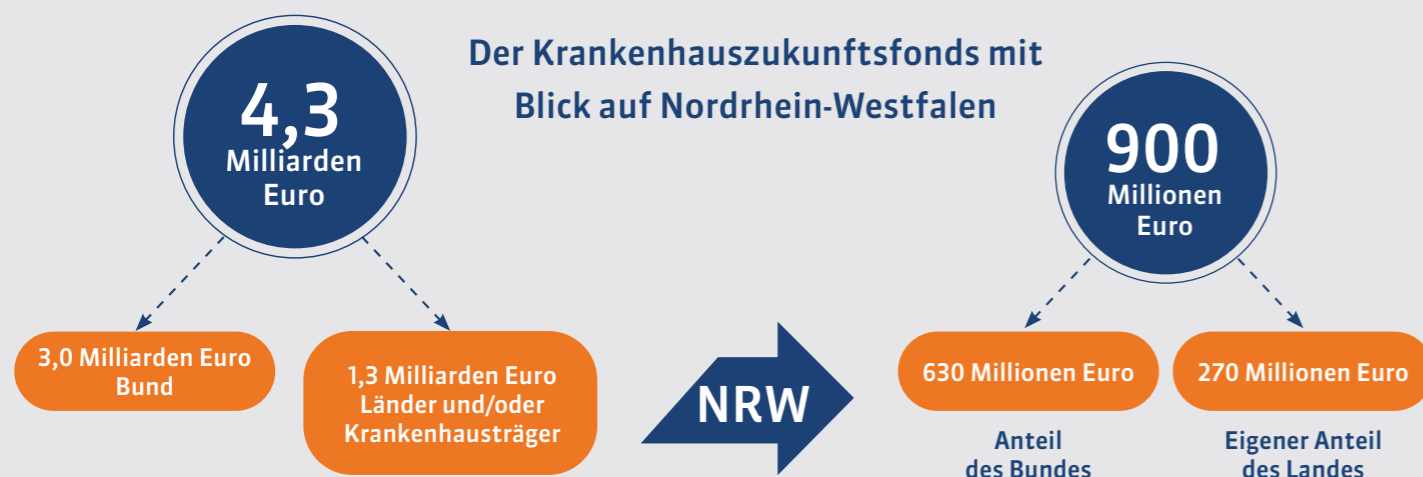 Der Krankenhauszukunftsfonds mit
Blick auf Nordrhein-Westfalen
4,3
Milliarden
Euro
3,0 Milliarden Euro
Bund
1,3 Milliarden Euro
Länder und/oder
Krankenhausträger
NRW
900
Millionen
Euro
630 Millionen Euro
Anteil
des Bundes
270 Millionen Euro
Eigener Anteil
des Landes